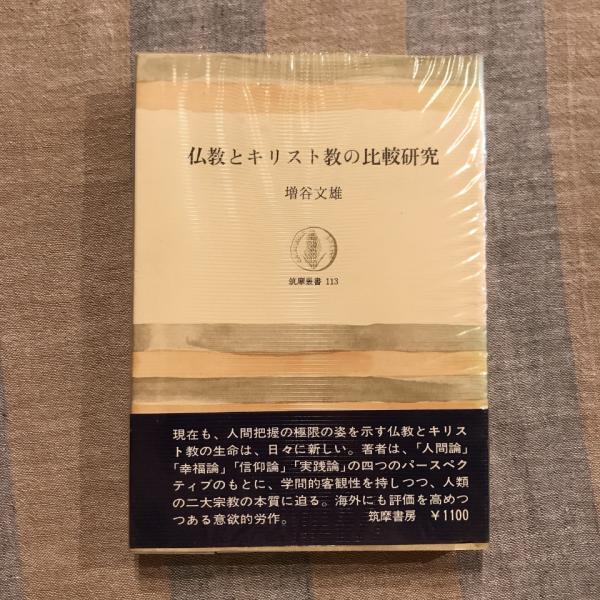 仏教とキリスト教の比較研究
増谷文雄
筑摩叢書 113
現在も、人間把握の極限の姿を示す仏教とキリス
ト教の生命は、日々に新しい。著者は、「人間論」
「幸福論」「信仰論」「実践論」の四つのパースペク
ティブのもとに、学問的客観性を持しつつ、人類
の二大宗教の本質に迫る。海外にも評価を高めつ
つある意欲的労作。 筑摩書房 ¥1100